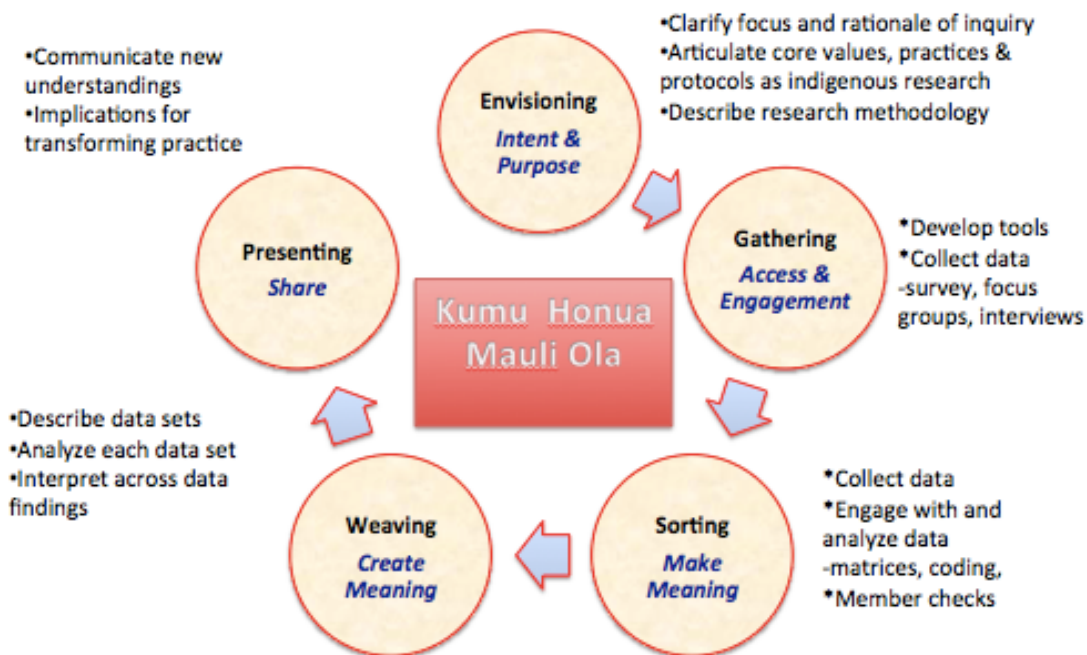 •Communicate new
understandings
•Implications for
transforming practice
Envisioning
Intent &
Purpose
•Clarify focus and rationale of inquiry
•Articulate core values, practices &
protocols as indigenous research
•Describe research methodology
Gathering
Access &
Engagement
*Develop tools
*Collect data
-survey, focus
groups, interviews
Presenting
Share
Kumu Honua
Mauli Ola
•Describe data sets
•Analyze each data set
•Interpret across data
findings
Weaving
Create
Meaning
Sorting
Make
Meaning
*Collect data
*Engage with and
analyze data
-matrices, coding,
*Member checks